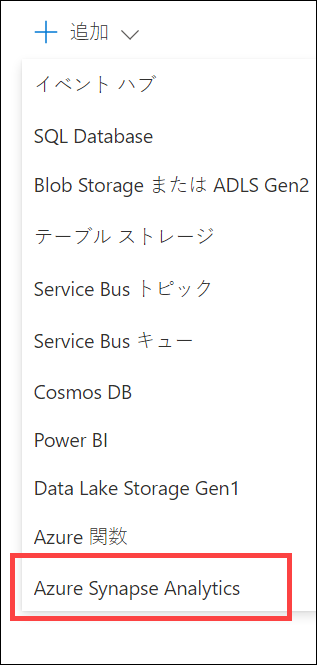 追加
イベント ハブ
SQL Database
Blob Storage または ADLS Gen2
テーブル ストレージ
Service Bus トピック
Service Bus キュー
Cosmos DB
Power BI
Data Lake Storage Gen1
Azure 関数
Azure Synapse Analytics